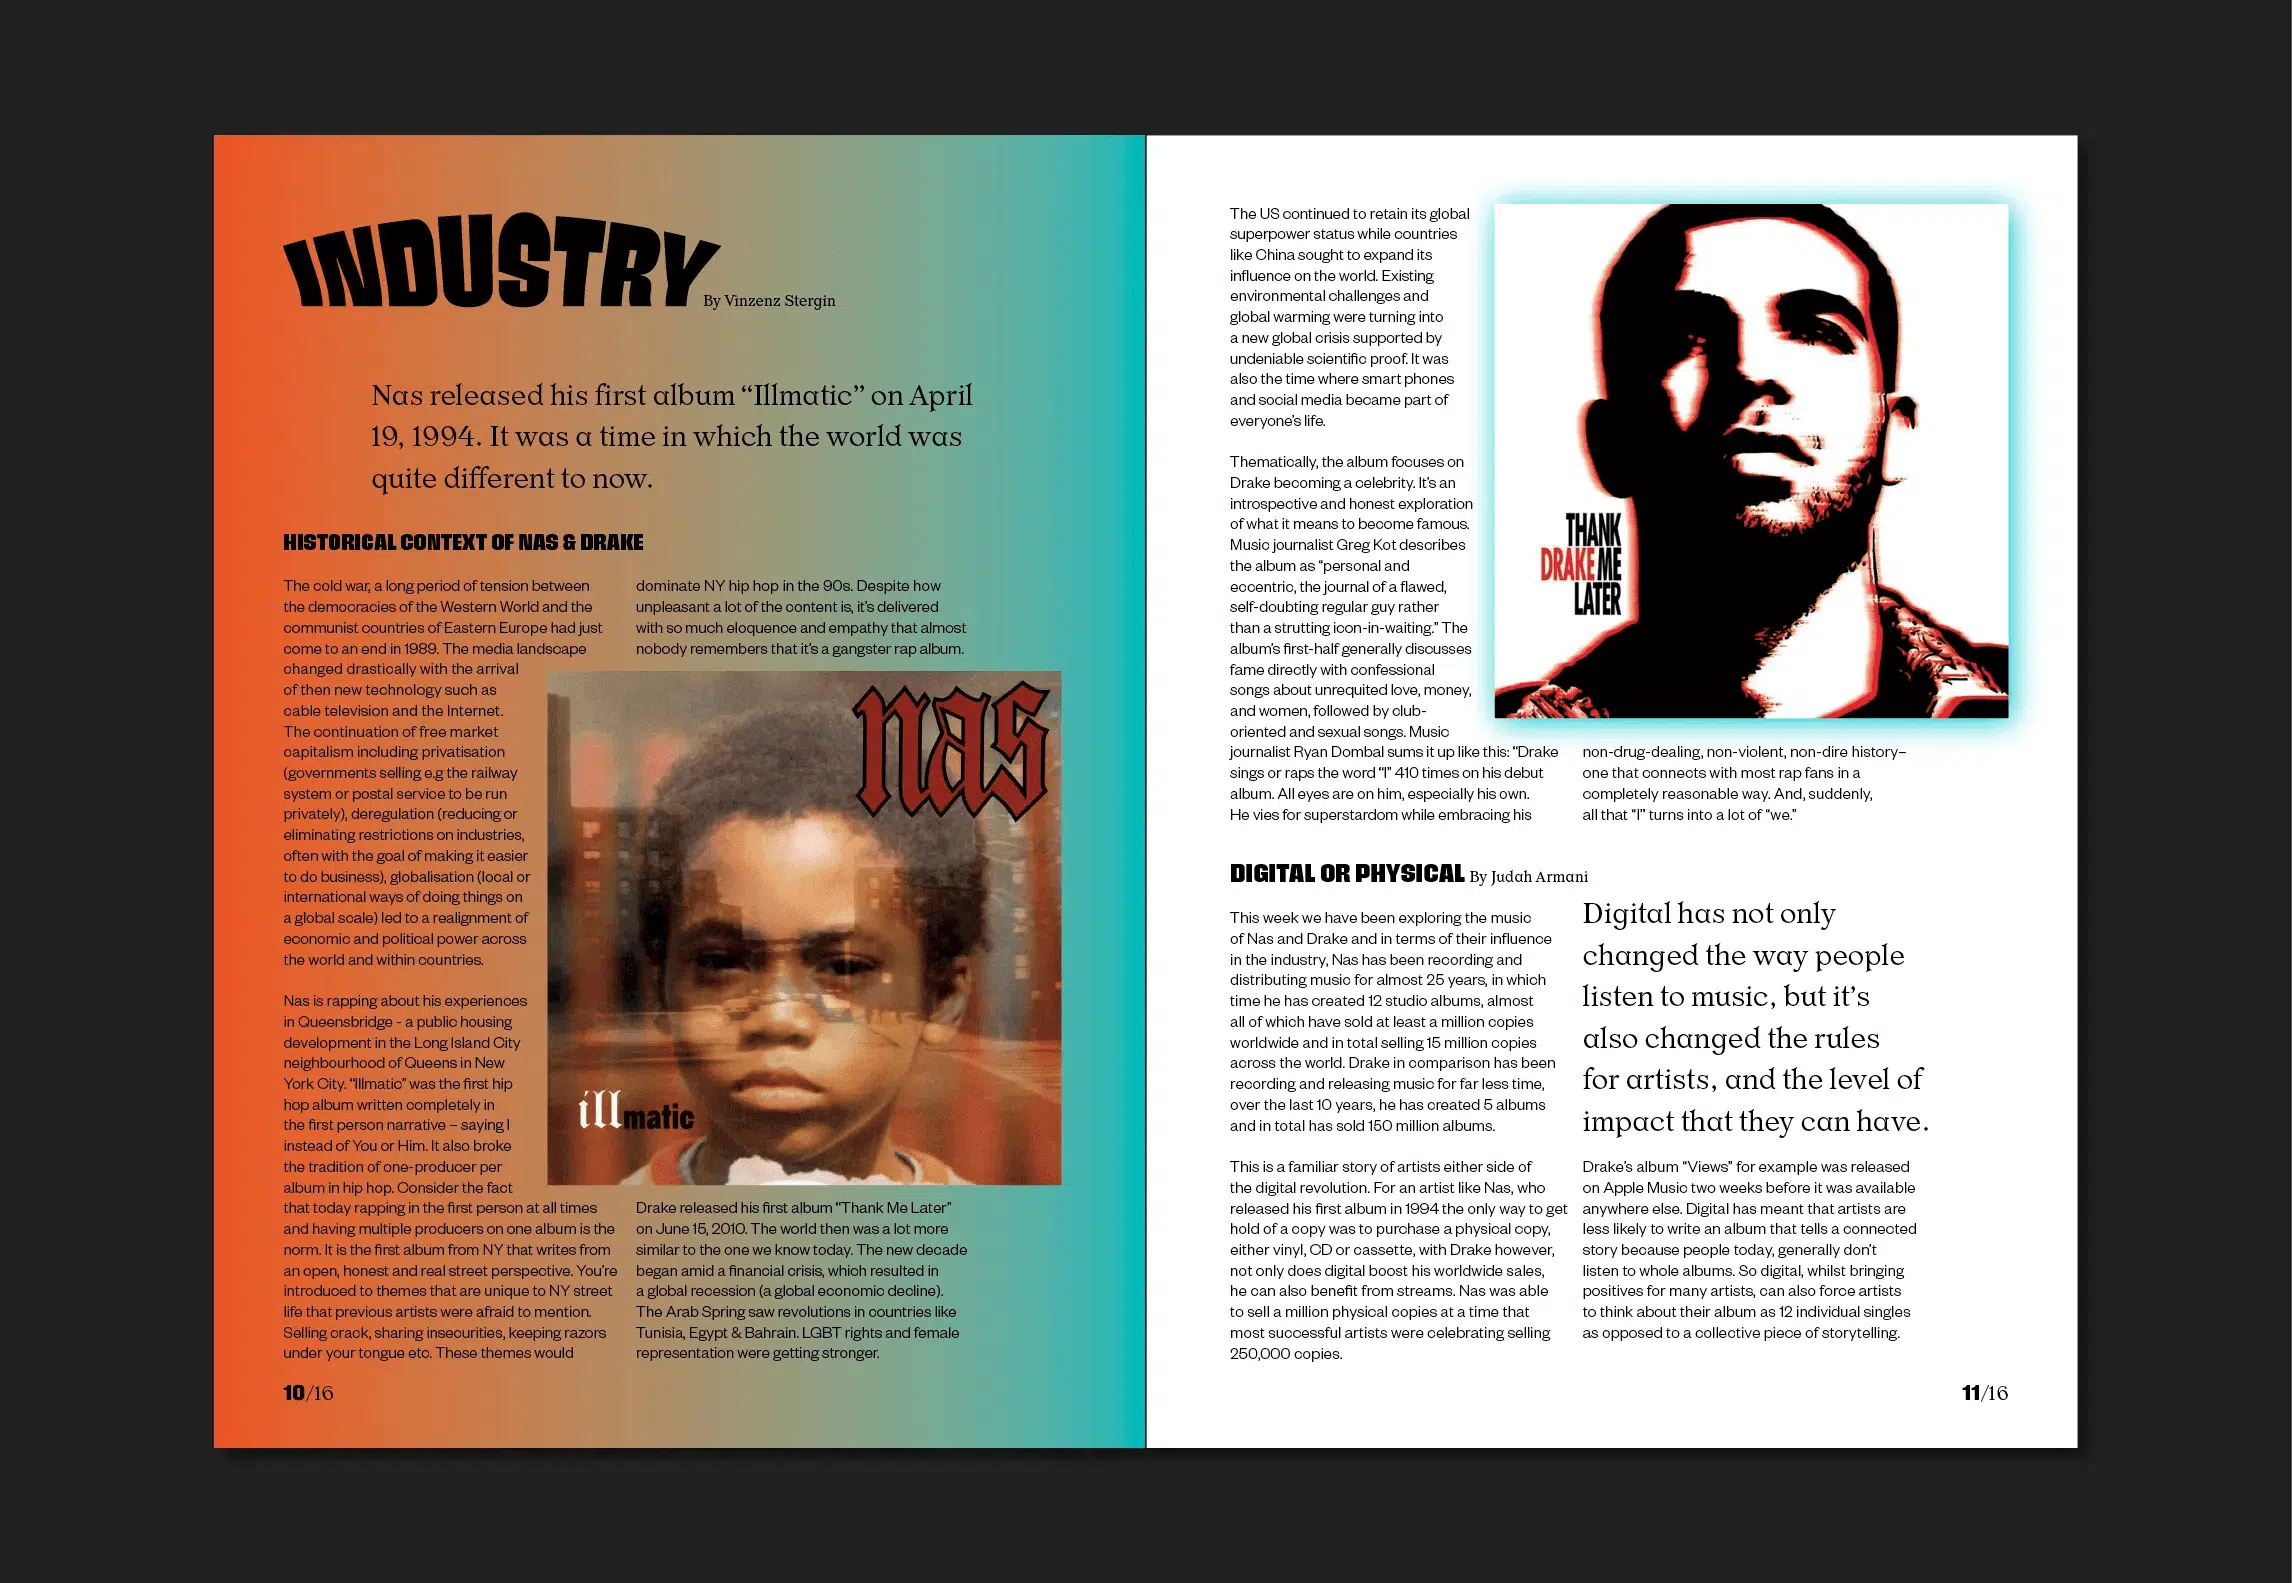 INDUSTRY
By Vinzenz Stergin
Nas released his first album “Illmatic” on April
19, 1994. It was a time in which the world was
quite different to now.
HISTORICAL CONTEXT OF NAS & DRAKE
The cold war, a long period of tension between
the democracies of the Western World and the
communist countries of Eastern Europe had just
come to an end in 1989. The media landscape
changed drastically with the arrival
of then new technology such as
cable television and the Internet.
The continuation of free market
capitalism including privatisation
(governments selling e.g the railway
system or postal service to be run
privately), deregulation (reducing or
eliminating restrictions on industries,
often with the goal of making it easier
to do business), globalisation (local or
international ways of doing things on
a global scale) led to a realignment of
economic and political power across
the world and within countries.
Nas is rapping about his experiences
in Queensbridge - a public housing
development in the Long Island City
neighbourhood of Queens in New
York City. “Illmatic” was the first hip
hop album written completely in
the first person narrative – saying I
instead of You or Him. It also broke
the tradition of one-producer per
album in hip hop. Consider the fact
that today rapping in the first person at all times
and having multiple producers on one album is the
norm. It is the first album from NY that writes from
an open, honest and real street perspective. You’re
introduced to themes that are unique to NY street
life that previous artists were afraid to mention.
Selling crack, sharing insecurities, keeping razors
under your tongue etc. These themes would
dominate NY hip hop in the 90s. Despite how
unpleasant a lot of the content is, it’s delivered
with so much eloquence and empathy that almost
nobody remembers that it’s a gangster rap album.
nas
illmatic
Drake released his first album “Thank Me Later”
on June 15, 2010. The world then was a lot more
similar to the one we know today. The new decade
began amid a financial crisis, which resulted in
a global recession (a global economic decline).
The Arab Spring saw revolutions in countries like
Tunisia, Egypt & Bahrain. LGBT rights and female
representation were getting stronger.
10/16
The US continued to retain its global
superpower status while countries
like China sought to expand its
influence on the world. Existing
environmental challenges and
global warming were turning into
a new global crisis supported by
undeniable scientific proof. It was
also the time where smart phones
and social media became part of
everyone’s life.
Thematically, the album focuses on
Drake becoming a celebrity. It’s an
introspective and honest exploration
of what it means to become famous.
Music journalist Greg Kot describes
the album as “personal and
eccentric, the journal of a flawed,
self-doubting regular guy rather
than a strutting icon-in-waiting.” The
album’s first-half generally discusses
fame directly with confessional
songs about unrequited love, money,
and women, followed by club-
oriented and sexual songs. Music
journalist Ryan Dombal sums it up like this: “Drake
sings or raps the word “I” 410 times on his debut
album. All eyes are on him, especially his own.
He vies for superstardom while embracing his
THANK
DRAKE ME
LATER
non-drug-dealing, non-violent, non-dire history–
one that connects with most rap fans in a
completely reasonable way. And, suddenly,
all that “I” turns into a lot of “we.”
DIGITAL OR PHYSICAL By Judah Armani
This week we have been exploring the music
of Nas and Drake and in terms of their influence
in the industry, Nas has been recording and
distributing music for almost 25 years, in which
time he has created 12 studio albums, almost
all of which have sold at least a million copies
worldwide and in total selling 15 million copies
across the world. Drake in comparison has been
recording and releasing music for far less time,
over the last 10 years, he has created 5 albums
and in total has sold 150 million albums.
This is a familiar story of artists either side of
the digital revolution. For an artist like Nas, who
released his first album in 1994 the only way to get
hold of a copy was to purchase a physical copy,
either vinyl, CD or cassette, with Drake however,
not only does digital boost his worldwide sales,
he can also benefit from streams. Nas was able
to sell a million physical copies at a time that
most successful artists were celebrating selling
250,000 copies.
Digital has not only
changed the way people
listen to music, but it’s
also changed the rules
for artists, and the level of
impact that they can have.
Drake’s album “Views” for example was released
on Apple Music two weeks before it was available
anywhere else. Digital has meant that artists are
less likely to write an album that tells a connected
story because people today, generally don’t
listen to whole albums. So digital, whilst bringing
positives for many artists, can also force artists
to think about their album as 12 individual singles
as opposed to a collective piece of storytelling.
11/16